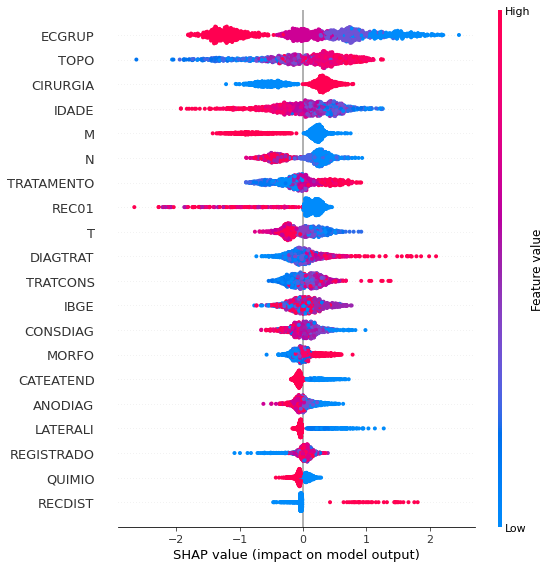 High
ECGRUP
TOPO
CIRURGIA
IDADE
M
N
TRATAMENTO
REC01
T
DIAGTRAT
TRATCONS
IBGE
CONSDIAG
MORFO
CATEATEND
ANODIAG
LATERALI
REGISTRADO
QUIMIO
RECDIST
Feature value
Low
−2 −1 0 1 2
SHAP value (impact on model output)